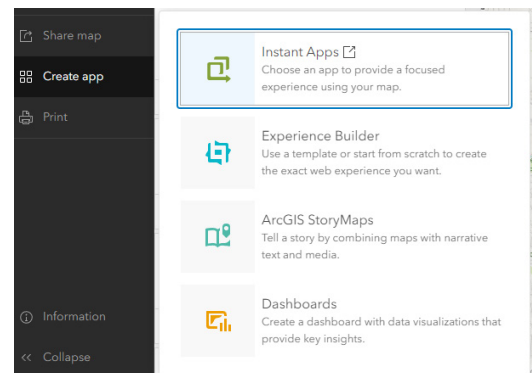 Share map
Create app
Print
Information
Collapse
Instant Apps
Choose an app to provide a focused
experience using your map.
Experience Builder
Use a template or start from scratch to create
the exact web experience you want.
ArcGIS StoryMaps
Tell a story by combining maps with narrative
text and media.
Dashboards
Create a dashboard with data visualizations that
provide key insights.